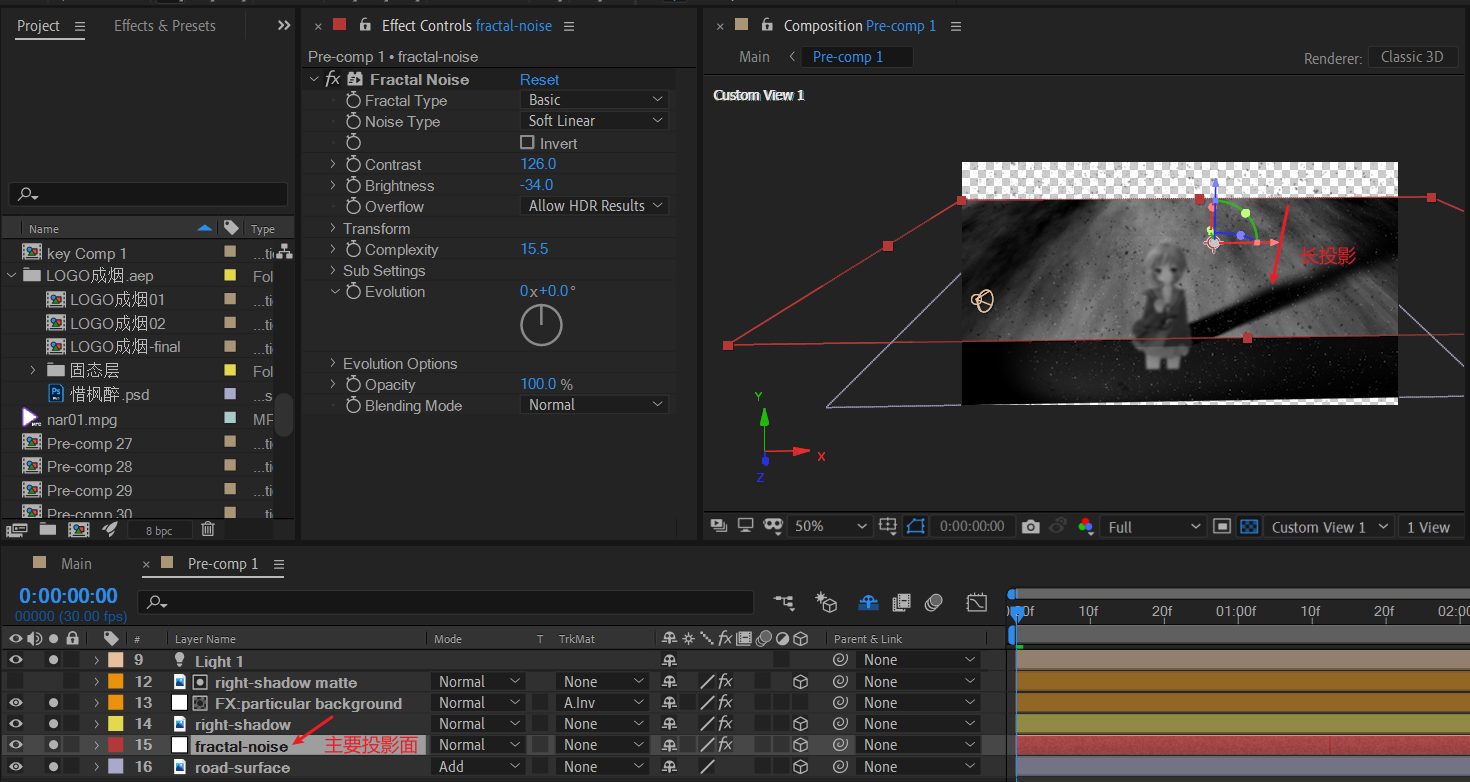 Project
Effects & Presets
Name
Type
key Comp 1
...ti
LOGO成烟.aep
Fol
LOGO成烟01
...ti
LOGO成烟02
...ti
LOGO成烟-final
...ti
固态层
Fol
惜枫醉.psd
...s
nar01.mpg
MF
Pre-comp 27
...ti
Pre-comp 28
...ti
Pre-comp 29
...ti
Pre-comp 30
...ti
8 bpc
Effect Controls fractal-noise
Pre-comp 1 • fractal-noise
fx Fractal Noise Reset
Fractal Type Basic
Noise Type Soft Linear
Invert
Contrast 126.0
Brightness -34.0
Overflow Allow HDR Results
Transform
Complexity 15.5
Sub Settings
Evolution 0x+0.0°
Evolution Options
Opacity 100.0 %
Blending Mode Normal
Composition Pre-comp 1
Main
Pre-comp 1
Renderer: Classic 3D
Custom View 1
长投影
Y
X
Z
50%
0:00:00:00
Full
Custom View 1
1 View
Main
Pre-comp 1
0:00:00:00
00000 (30.00 fps)
10f
20f
01:00f
10f
20f
02:00
# Layer Name Mode T TrkMat fx Parent & Link
9 Light 1 None
12 right-shadow matte Normal None fx None
13 FX:particular background Normal A.Inv fx None
14 right-shadow Normal None fx None
15 fractal-noise 主要投影面 Normal None fx None
16 road-surface Add None None